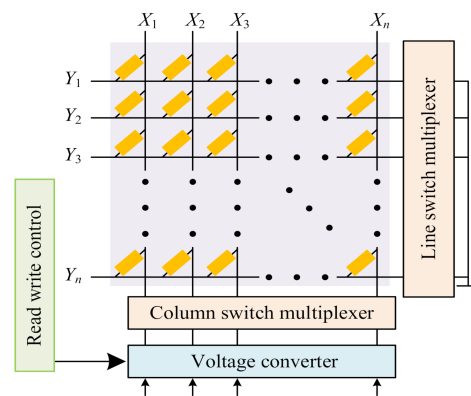 X1 X2 X3 Xn
Y1
Y2
Y3
Yn
Line switch multiplexer
Read write control
Column switch multiplexer
Voltage converter